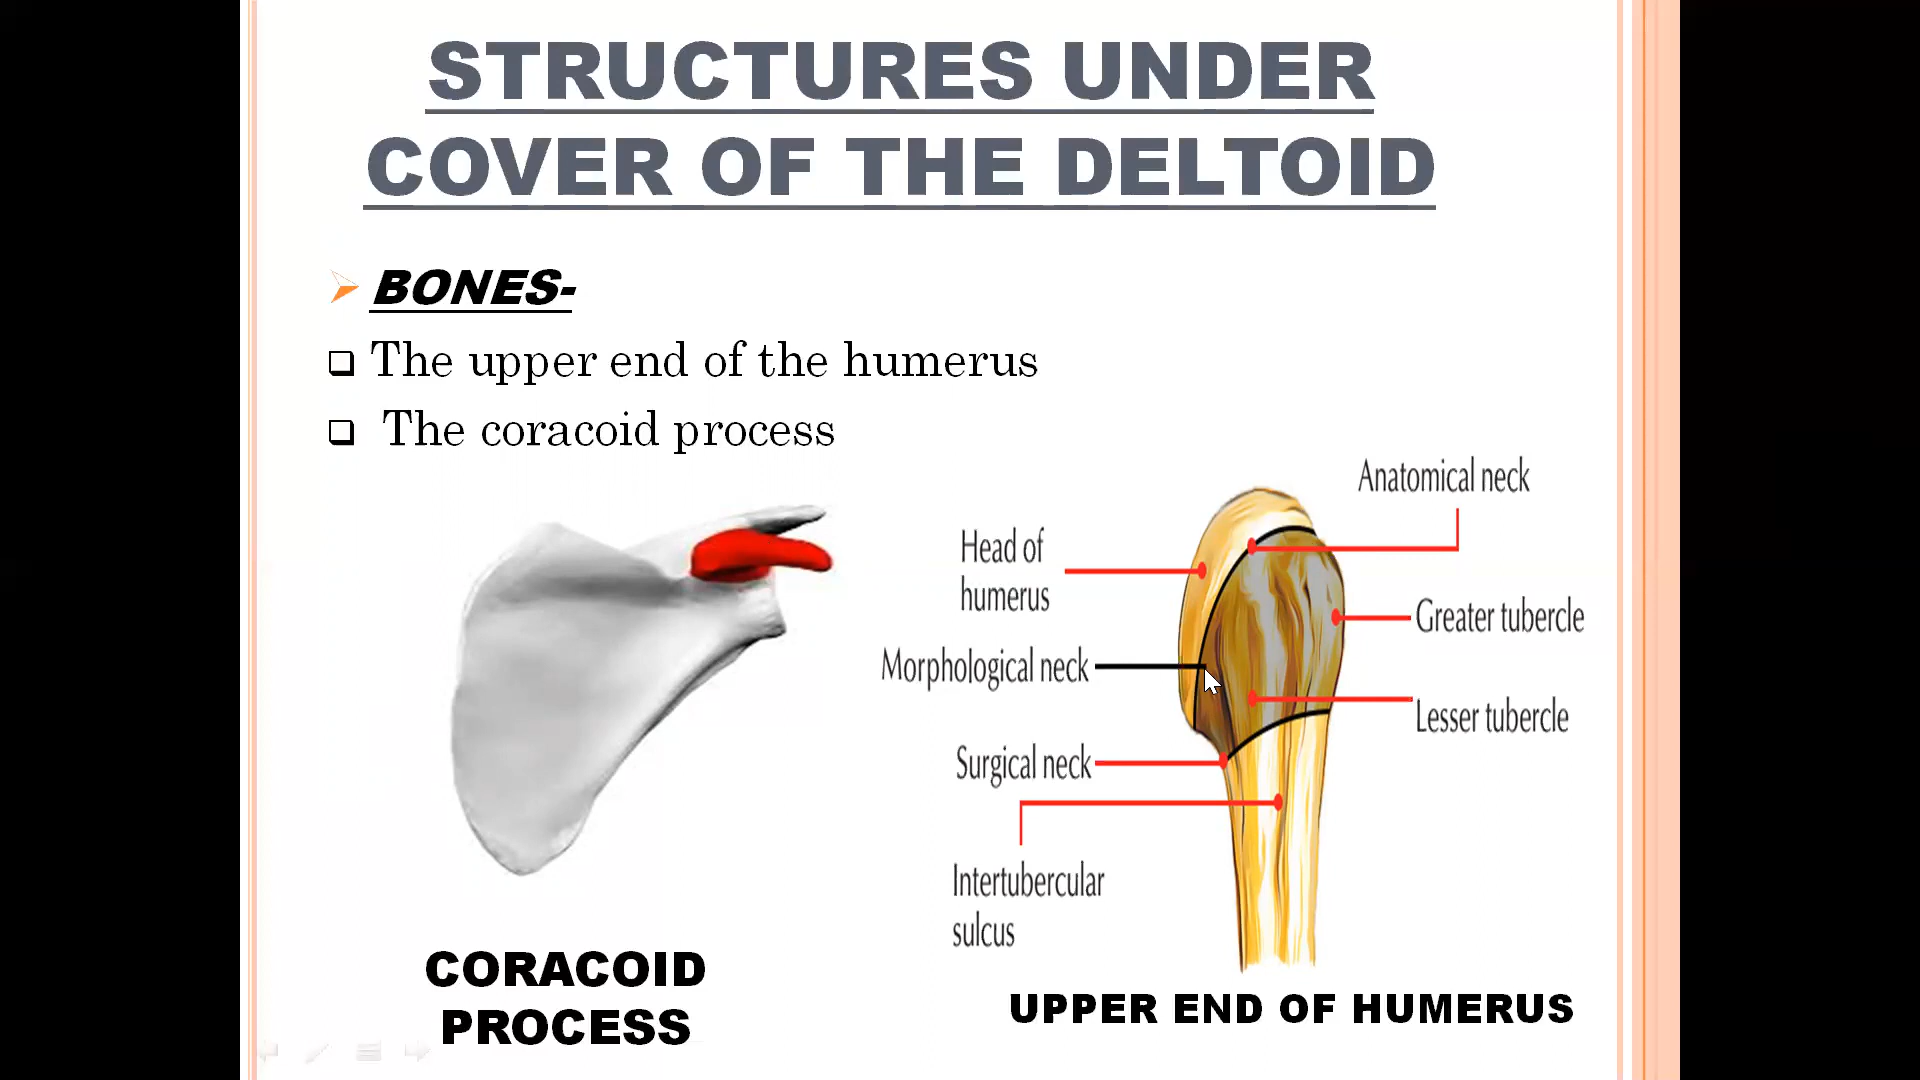 STRUCTURES UNDER
COVER OF THE DELTOID
BONES-
The upper end of the humerus
The coracoid process
Anatomical neck
Head of
humerus
Greater tubercle
Morphological neck
Lesser tubercle
Surgical neck
Intertubercular
sulcus
CORACOID
PROCESS
UPPER END OF HUMERUS